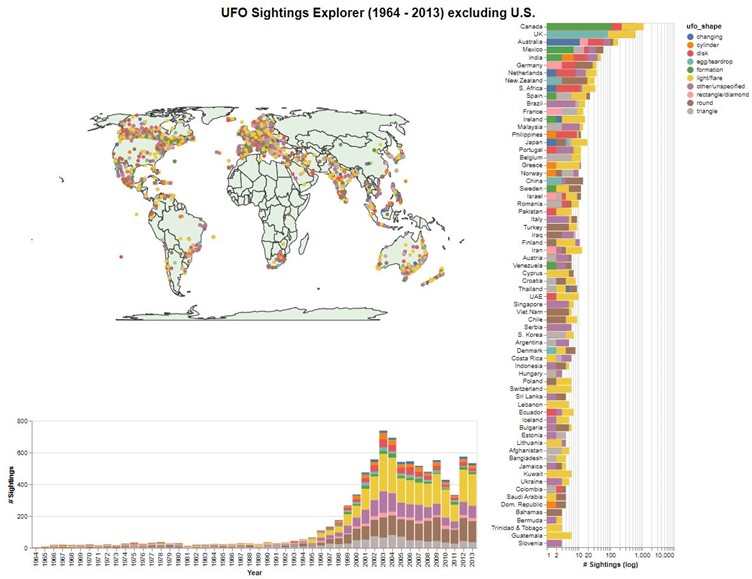 UFO Sightings Explorer (1964 - 2013) excluding U.S.
Canada
UK
Australia
Mexico
India
Germany
Netherlands
New Zealand
S. Africa
Spain
Brazil
France
Ireland
Malaysia
Philippines
Japan
Portugal
Belgium
Greece
Norway
China
Sweden
Israel
Romania
Pakistan
Italy
Turkey
Iraq
Finland
Iran
Austria
Venezuela
Cyprus
Croatia
Thailand
UAE
Singapore
Viet Nam
Chile
Serbia
S. Korea
Argentina
Denmark
Costa Rica
Indonesia
Hungary
Poland
Switzerland
Sri Lanka
Lebanon
Ecuador
Iceland
Bulgaria
Estonia
Lithuania
Afghanistan
Bangladesh
Jamaica
Kuwait
Ukraine
Colombia
Saudi Arabia
Dom. Republic
Bahamas
Bermuda
Trinidad & Tobago
Guatemala
Slovenia
1 2 10 20 100 1,000 10,000
# Sightings (log)
ufo_shape
changing
cylinder
disk
egg/teardrop
formation
light/flare
other/unspecified
rectangle/diamond
round
triangle
800
600
400
200
0
# Sightings
1964 1965 1966 1967 1968 1969 1970 1971 1972 1973 1974 1975 1976 1977 1978 1979 1980 1981 1982 1983 1984 1985 1986 1987 1988 1989 1990 1991 1992 1993 1994 1995 1996 1997 1998 1999 2000 2001 2002 2003 2004 2005 2006 2007 2008 2009 2010 2011 2012 2013
Year